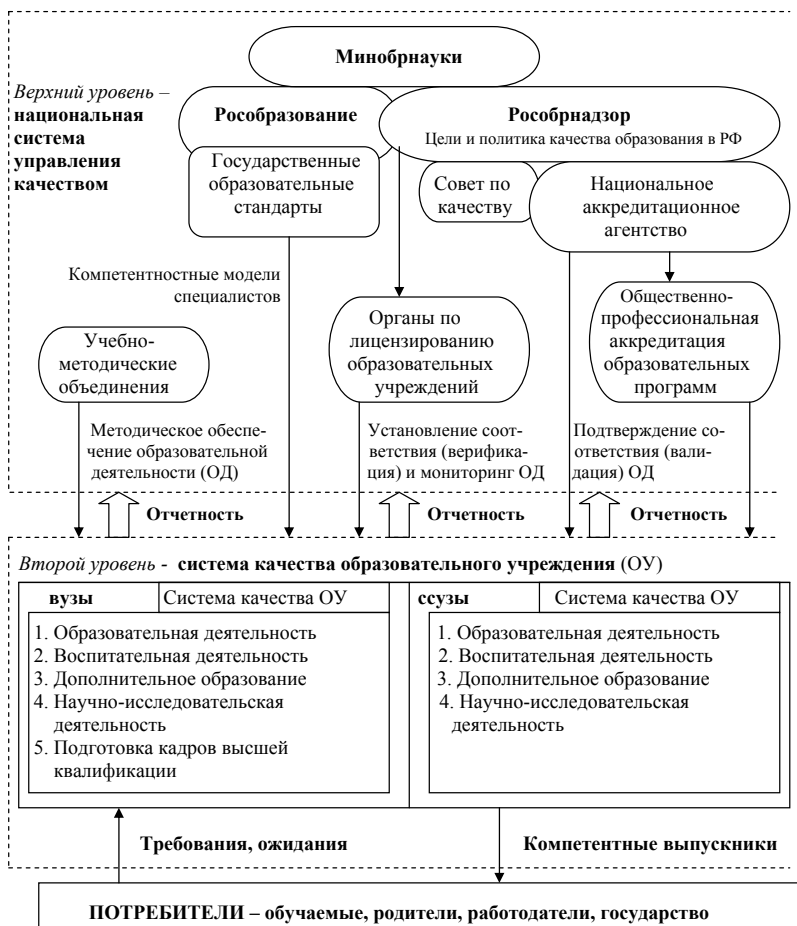 Минобрнауки
Верхний уровень –
национальная
система
управления
качеством
Рособразование
Государственные
образовательные
стандарты
Рособрнадзор
Цели и политика качества образования в РФ
Совет по
качеству
Национальное
аккредитационное
агентство
Компетентностные модели
специалистов
Учебно-
методические
объединения
Органы по
лицензированию
образовательных
учреждений
Общественно-
профессиональная
аккредитация
образовательных
программ
Методическое обеспе-
чение образовательной
деятельности (ОД)
Установление соот-
ветствия (верифика-
ция) и мониторинг ОД
Подтверждение со-
ответствия (вали-
дация) ОД
Отчетность
Отчетность
Отчетность
Второй уровень - система качества образовательного учреждения (ОУ)
вузы
Система качества ОУ
1. Образовательная деятельность
2. Воспитательная деятельность
3. Дополнительное образование
4. Научно-исследовательская
деятельность
5. Подготовка кадров высшей
квалификации
ссузы
Система качества ОУ
1. Образовательная деятельность
2. Воспитательная деятельность
3. Дополнительное образование
4. Научно-исследовательская
деятельность
Требования, ожидания
Компетентные выпускники
ПОТРЕБИТЕЛИ – обучаемые, родители, работодатели, государство